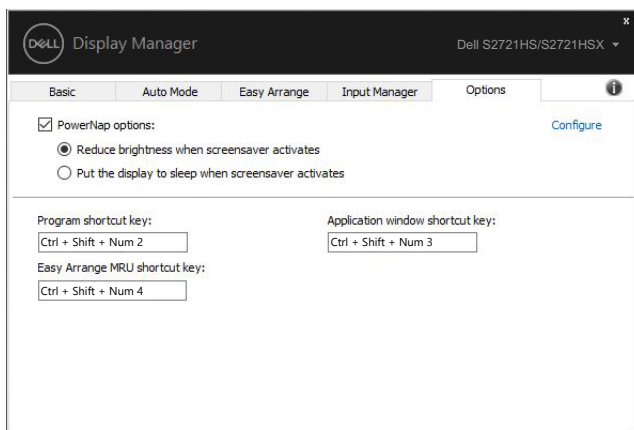 x
DELL Display Manager Dell S2721HS/S2721HSX
Basic Auto Mode Easy Arrange Input Manager Options i
PowerNap options: Configure
Reduce brightness when screensaver activates
Put the display to sleep when screensaver activates
Program shortcut key: Application window shortcut key:
Ctrl + Shift + Num 2 Ctrl + Shift + Num 3
Easy Arrange MRU shortcut key:
Ctrl + Shift + Num 4